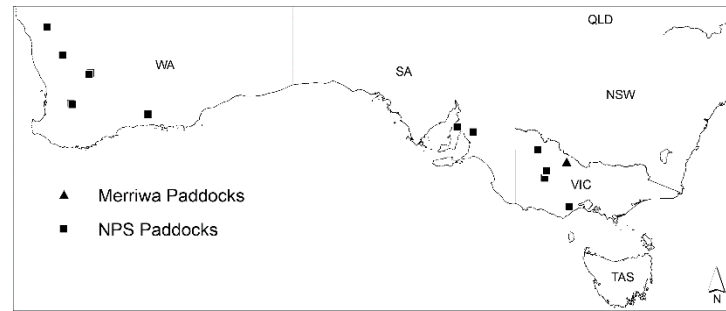 QLD
WA
SA
NSW
▲ Merriwa Paddocks
VIC
■ NPS Paddocks
TAS
N